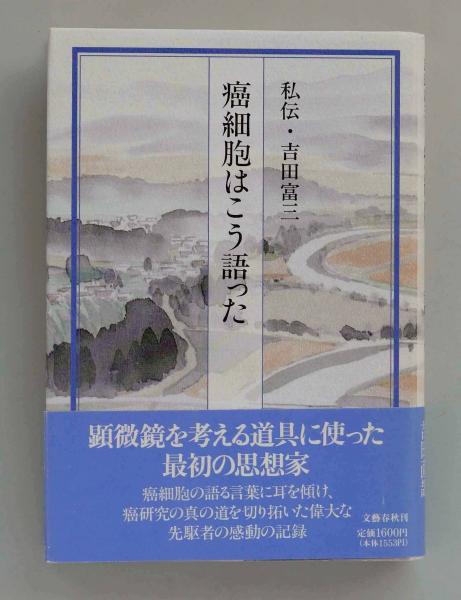 私伝・吉田富三
癌細胞はこう語った
顕微鏡を考える道具に使った
最初の思想家
癌細胞の語る言葉に耳を傾け、
癌研究の真の道を切り拓いた偉大な
先駆者の感動の記録
文藝春秋刊
定価1600円
(本体1553円)